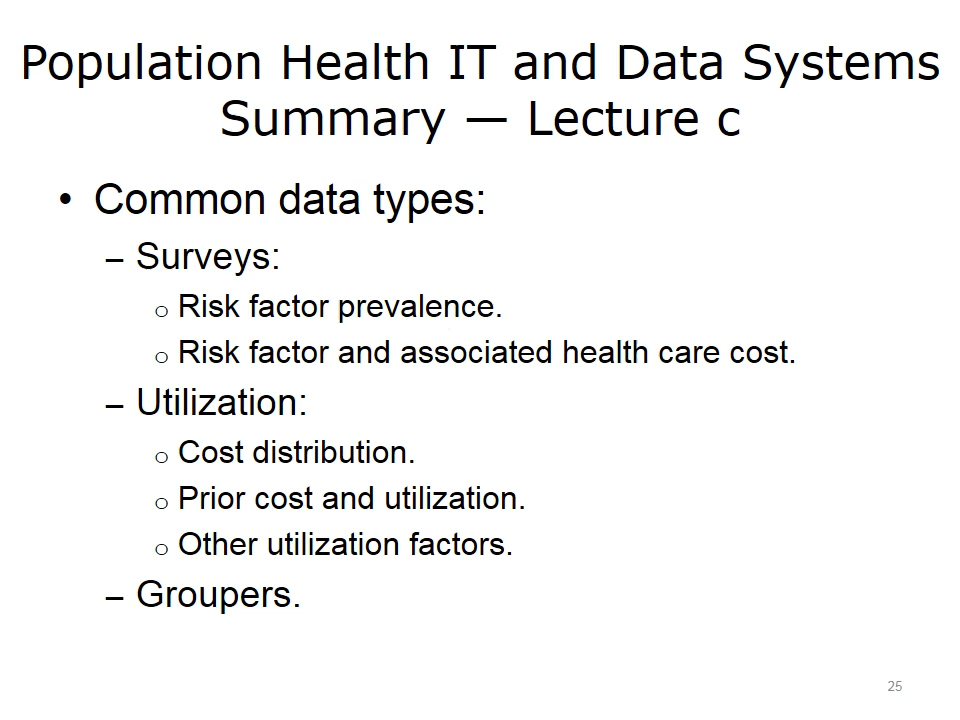 Population Health IT and Data Systems
Summary — Lecture c
• Common data types:
– Surveys:
o Risk factor prevalence.
o Risk factor and associated health care cost.
– Utilization:
o Cost distribution.
o Prior cost and utilization.
o Other utilization factors.
– Groupers.
25